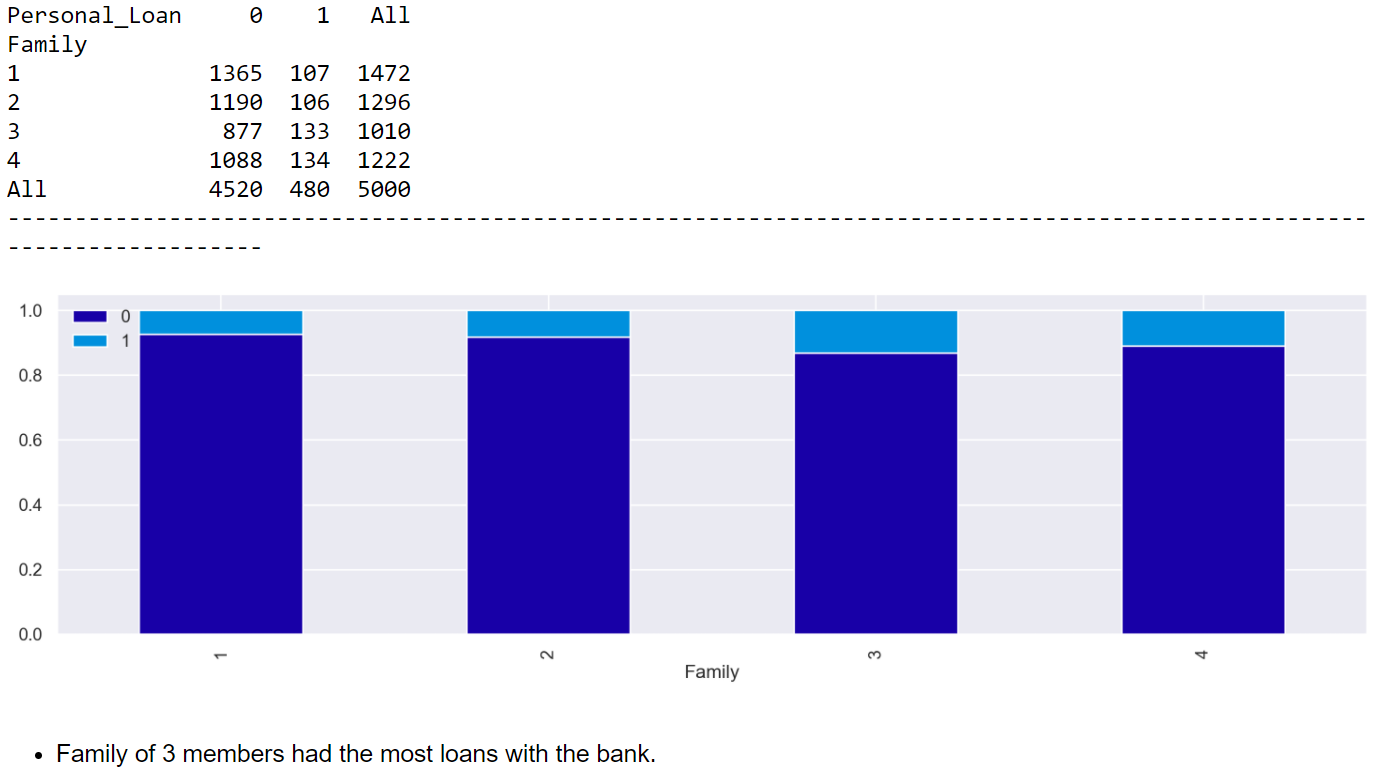 Personal_Loan 0 1 All
Family
1 1365 107 1472
2 1190 106 1296
3 877 133 1010
4 1088 134 1222
All 4520 480 5000
------------------------------------------------------------------------------------------------------
-------------------
1.0
0.8
0.6
0.4
0.2
0.0
0
1
1 2 3 4
Family
• Family of 3 members had the most loans with the bank.